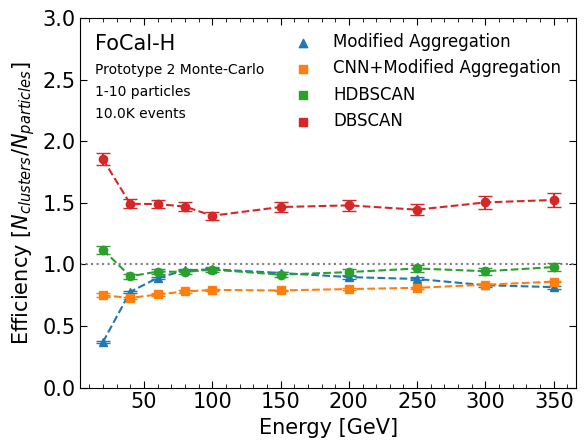 FoCal-H
Prototype 2 Monte-Carlo
1-10 particles
10.0K events
Modified Aggregation
CNN+Modified Aggregation
HDBSCAN
DBSCAN
3.0
2.5
2.0
1.5
1.0
0.5
0.0
Efficiency [N_clusters/N_particles]
50 100 150 200 250 300 350
Energy [GeV]